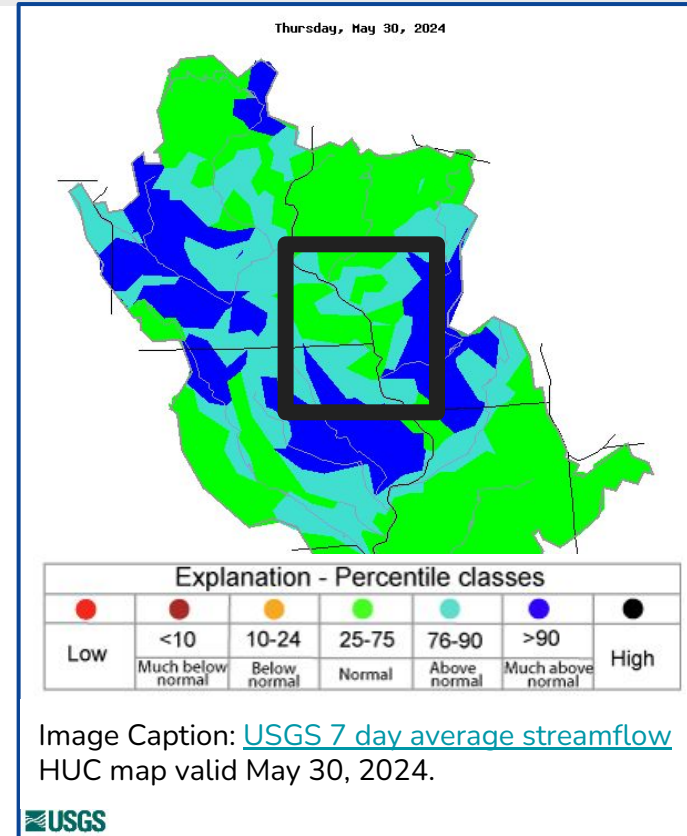 Thursday, May 30, 2024
Explanation - Percentile classes
Low <10 10-24 25-75 76-90 >90 High
Much below normal Below normal Normal Above normal Much above normal
Image Caption: USGS 7 day average streamflow
HUC map valid May 30, 2024.
USGS